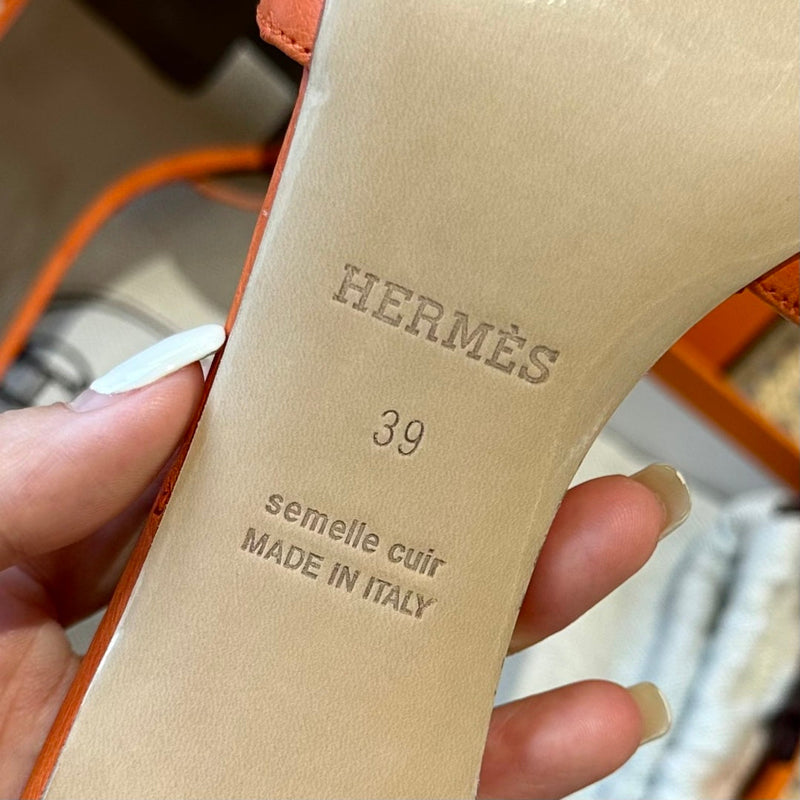 HERMÈS
39
semelle cuir
MADE IN ITALY